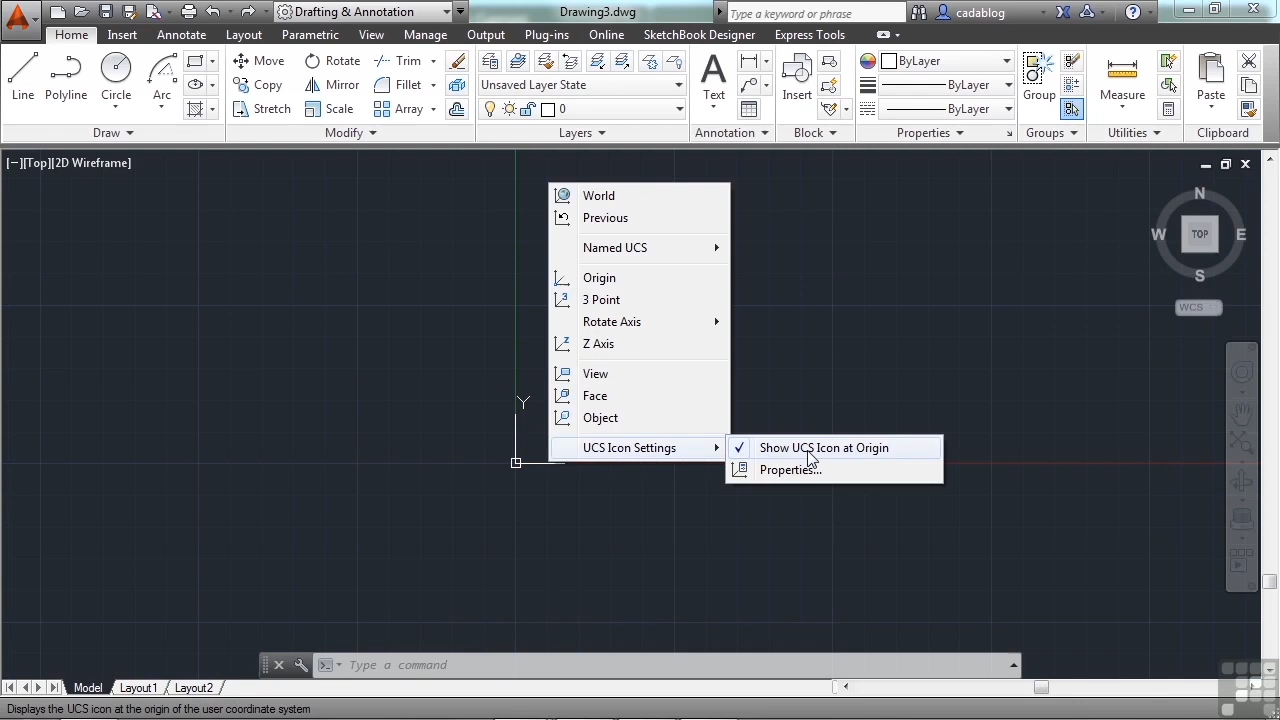 Drafting & Annotation
Drawing3.dwg
Type a keyword or phrase
cadablog
Home
Insert
Annotate
Layout
Parametric
View
Manage
Output
Plug-ins
Online
SketchBook Designer
Express Tools
Line
Polyline
Circle
Arc
Move
Rotate
Trim
Copy
Mirror
Fillet
Stretch
Scale
Array
Unsaved Layer State
0
Text
Insert
ByLayer
ByLayer
ByLayer
Group
Measure
Paste
Draw
Modify
Layers
Annotation
Block
Properties
Groups
Utilities
Clipboard
[−][Top][2D Wireframe]
N
W
TOP
E
S
WCS
World
Previous
Named UCS
Origin
3 Point
Rotate Axis
Z Axis
View
Face
Object
UCS Icon Settings
Show UCS Icon at Origin
Properties...
Y
Type a command
Model
Layout1
Layout2
Displays the UCS icon at the origin of the user coordinate system